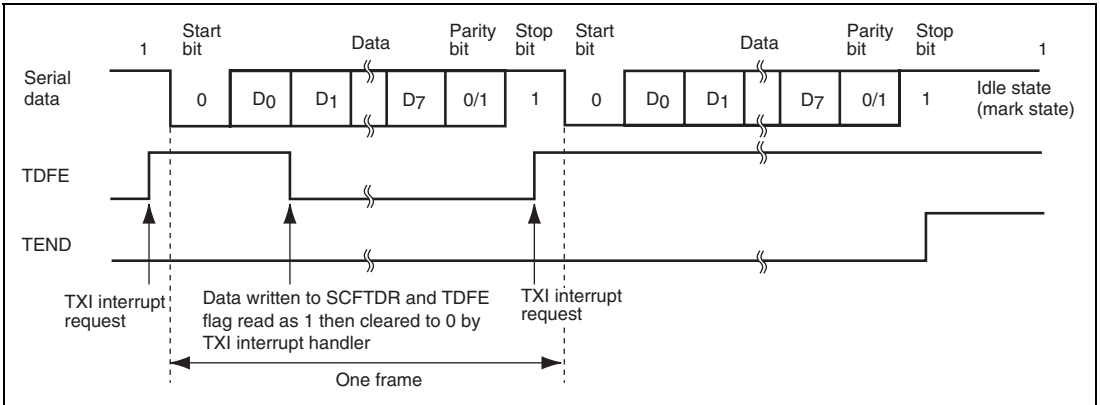 1 Start bit Data Parity bit Stop bit Start bit Data Parity bit Stop bit 1
Serial data 0 D0 D1 D7 0/1 1 0 D0 D1 D7 0/1 1 Idle state (mark state)
TDFE
TEND
TXI interrupt request
Data written to SCFTDR and TDFE
flag read as 1 then cleared to 0 by
TXI interrupt handler
TXI interrupt request
One frame